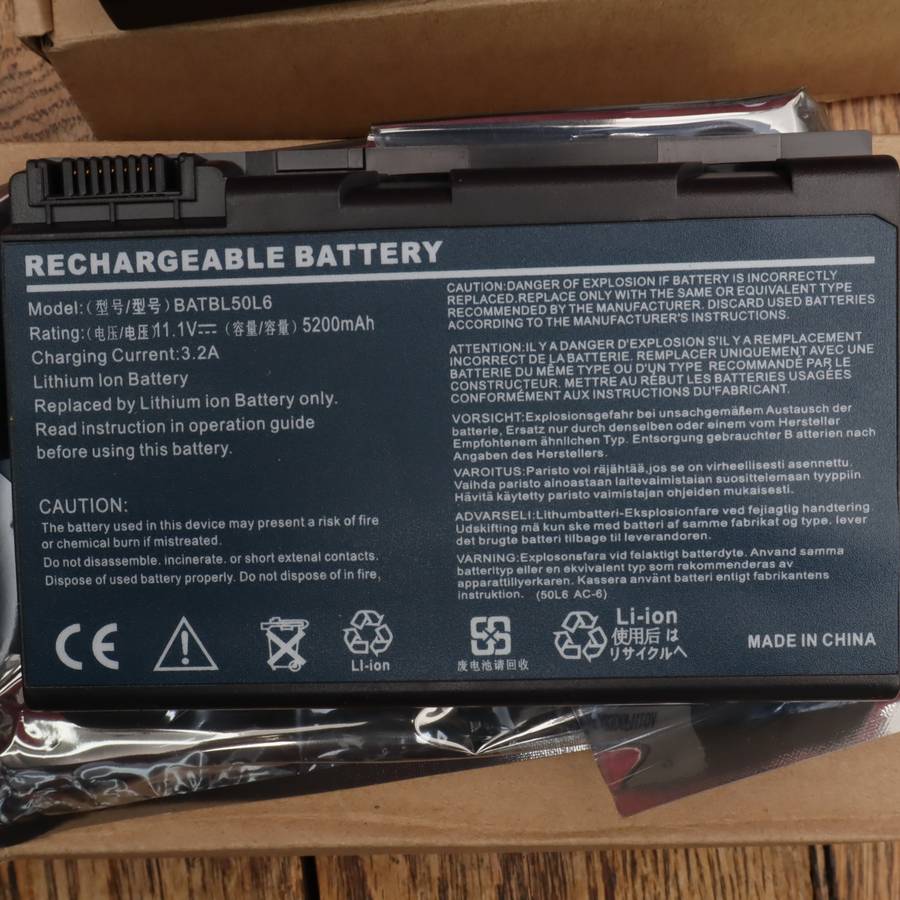 RECHARGEABLE BATTERY
Model:(型号/型号)BATBL50L6
Rating:(电压/电压)11.1V⎓ (容量/容量) 5200mAh
Charging Current:3.2A
Lithium Ion Battery
Replaced by Lithium ion Battery only.
Read instruction in operation guide
before using this battery.
CAUTION:
The battery used in this device may present a risk of fire
or chemical burn if mistreated.
Do not disassemble, incinerate, or short extenal contacts.
Dispose of used battery properly. Do not dispose of in fire,
Li-ion
CAUTION:DANGER OF EXPLOSION IF BATTERY IS INCORRECTLY
REPLACED.REPLACE ONLY WITH THE SAME OR EQUIVALENT TYPE
RECOMMENDED BY THE MANUFACTURER. DISCARD USED BATTERIES
ACCORDING TO THE MANUFACTURER'S INSTRUCTIONS.
ATTENTION:IL Y A DANGER D'EXPLOSION S'IL Y A REMPLACEMENT
INCORRECT DE LA BATTERIE. REMPLACER UNIQUEMENT AVEC UNE
BATTERIE DU MÊME TYPE OU D'UN TYPE RECOMMANDÉ PAR LE
CONSTRUCTEUR. METTRE AU RÉBUT LES BATTERIES USAGÉES
CONFORMÉMENT AUX INSTRUCTIONS DU FABRICANT.
VORSICHT:Explosionsgefahr bei unsachgemäßem Austausch der
batterie, Ersatz nur durch denselben oder einem vom Hersteller
Empfohtenem ähnlichen Typ. Entsorgung gebrauchter B atterien nach
Angaben des Herstellers.
VAROITUS:Paristo voi räjähtää,jos se on virheellisesti asennettu.
Vaihda paristo ainoastaan laitevaimistaian suosittelemaan tyyppiin.
Hävitä käytetty paristo vaimistajan ohjeiden mukaisesti.
ADVARSELI:Lithumbatteri-Eksplosionfare ved fejiagtig handtering
Udskifting må kun ske med batteri af samme fabrikat og type. lever
det brugte batteri tilbage til leverandoren.
VARNING:Explosonsfara vid felaktigt batterdyte. Anvand samma
batterityp eller en ekvivalent typ som rekommenderas av
apparattillyerkaren. Kassera använt batteri enligt fabrikantens
instruktion. (50L6 AC-6)
废电池请回收
Li-ion
使用后 は
リサイクルへ
MADE IN CHINA